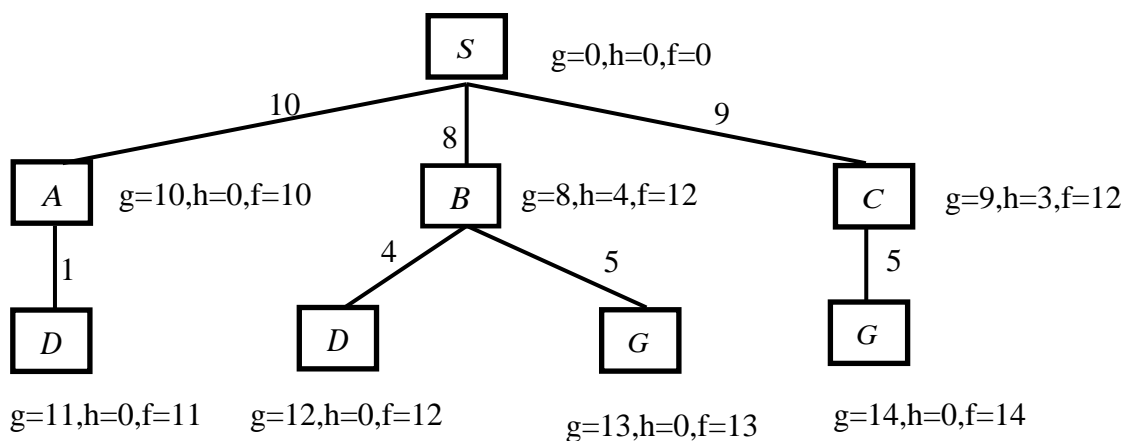 S
g=0,h=0,f=0
10
8
9
A
g=10,h=0,f=10
B
g=8,h=4,f=12
C
g=9,h=3,f=12
1
4
5
5
D
D
G
G
g=11,h=0,f=11
g=12,h=0,f=12
g=13,h=0,f=13
g=14,h=0,f=14